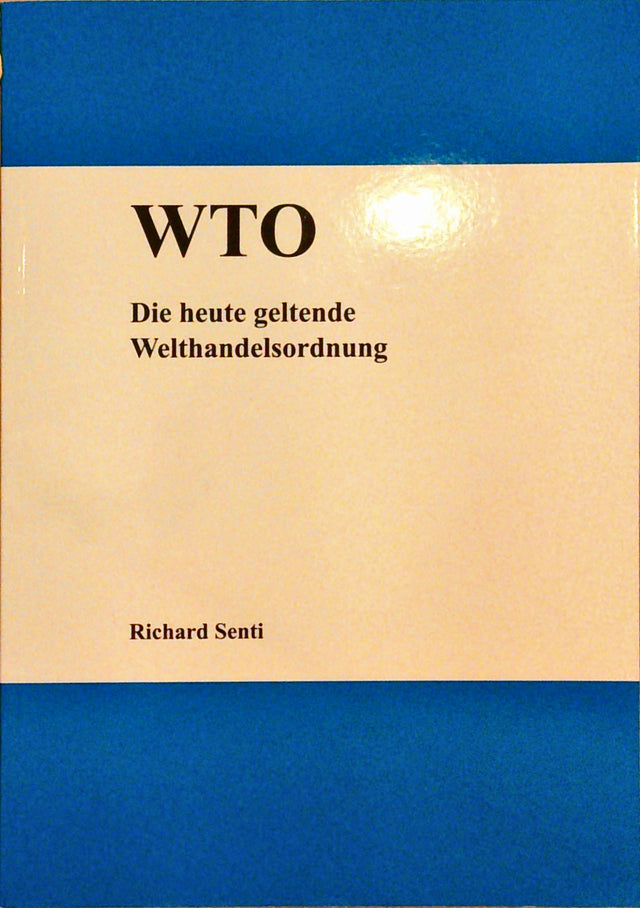 WTO
Die heute geltende
Welthandelsordnung
Richard Senti